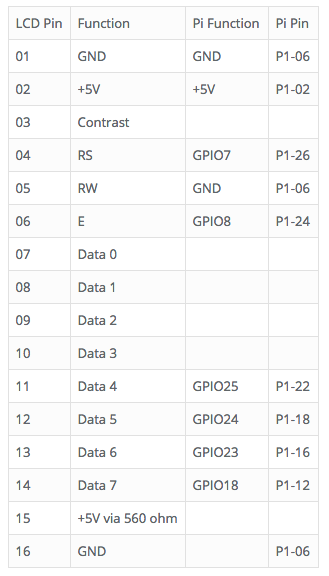 LCD Pin Function Pi Function Pi Pin
01 GND GND P1-06
02 +5V +5V P1-02
03 Contrast
04 RS GPIO7 P1-26
05 RW GND P1-06
06 E GPIO8 P1-24
07 Data 0
08 Data 1
09 Data 2
10 Data 3
11 Data 4 GPIO25 P1-22
12 Data 5 GPIO24 P1-18
13 Data 6 GPIO23 P1-16
14 Data 7 GPIO18 P1-12
15 +5V via 560 ohm
16 GND P1-06